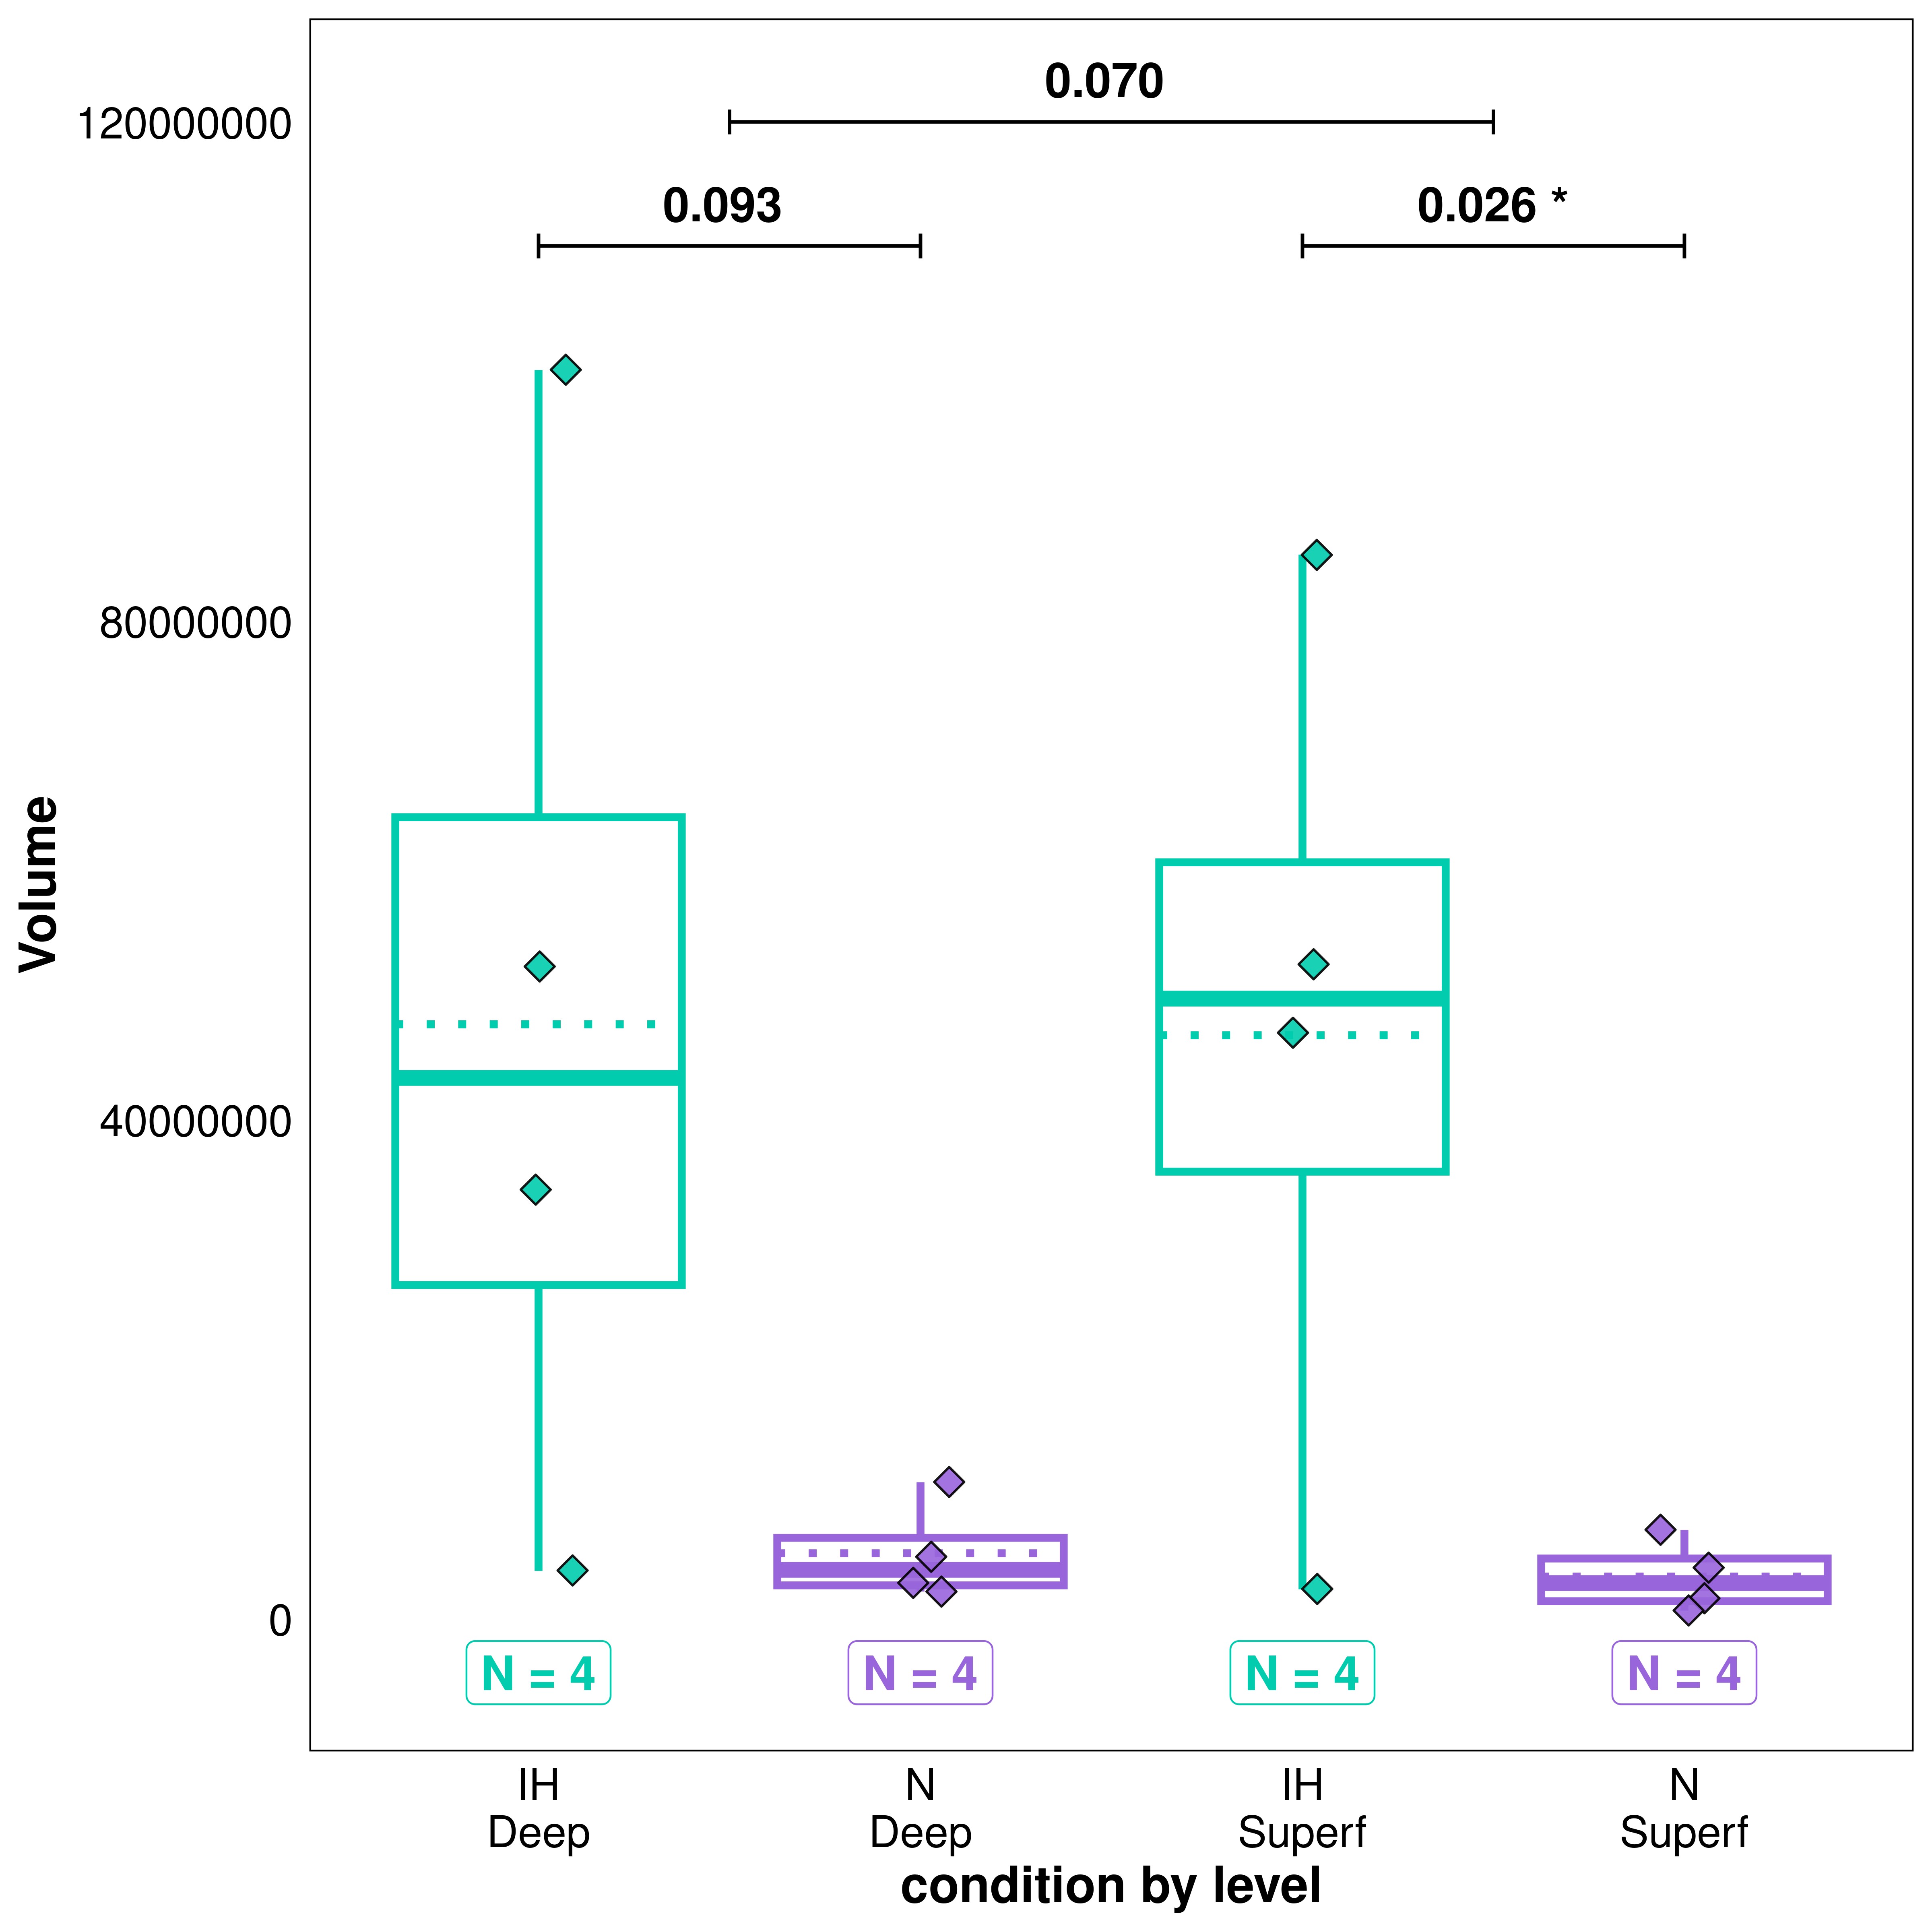 0.070
120000000
0.093
0.026 *
80000000
Volume
40000000
0
N = 4
N = 4
N = 4
N = 4
IH
Deep
N
Deep
IH
Superf
N
Superf
condition by level